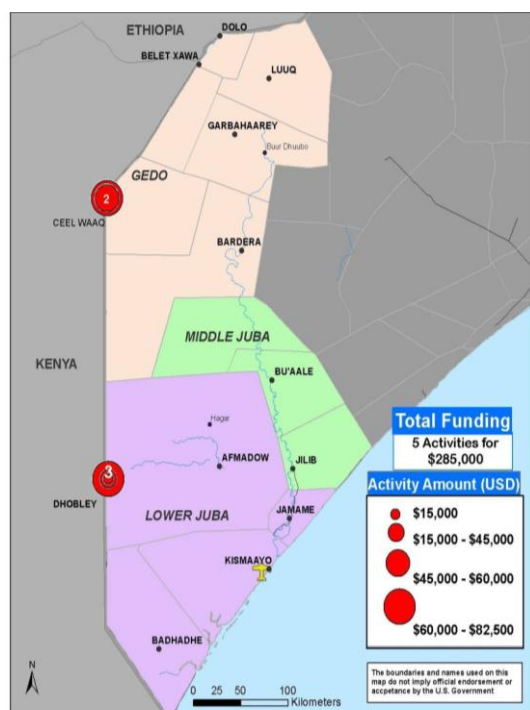 ETHIOPIA
DOLO
BELET XAWA
LUUQ
GARBAHAAREY
Buur Dhuubo
GEDO
2
CEEL WAAQ
BARDERA
MIDDLE JUBA
KENYA
BU'AALE
Hagar
3
AFMADOW
JILIB
DHOBLEY
LOWER JUBA
JAMAME
KISMAAYO
BADHADHE
Total Funding
5 Activities for
$285,000
Activity Amount (USD)
$15,000
$15,000 - $45,000
$45,000 - $60,000
$60,000 - $82,500
The boundaries and names used on this
map do not imply official endorsement or
accpetance by the U.S. Government
N
0 25 50 100
Kilometers